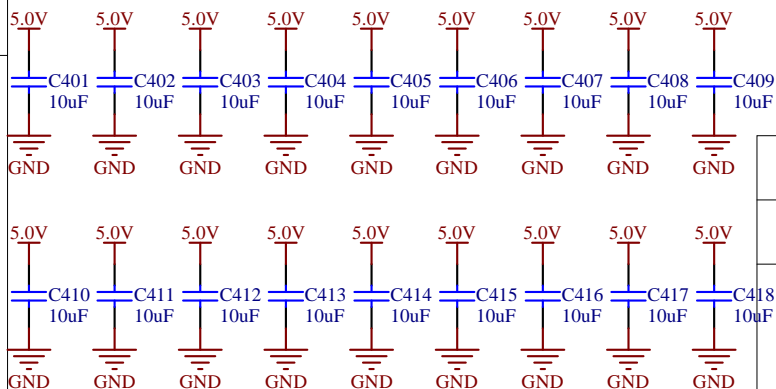 5.0V 5.0V 5.0V 5.0V 5.0V 5.0V 5.0V 5.0V 5.0V
C401 C402 C403 C404 C405 C406 C407 C408 C409
10uF 10uF 10uF 10uF 10uF 10uF 10uF 10uF 10uF
GND GND GND GND GND GND GND GND GND
5.0V 5.0V 5.0V 5.0V 5.0V 5.0V 5.0V 5.0V 5.0V
C410 C411 C412 C413 C414 C415 C416 C417 C418
10uF 10uF 10uF 10uF 10uF 10uF 10uF 10uF 10uF
GND GND GND GND GND GND GND GND GND